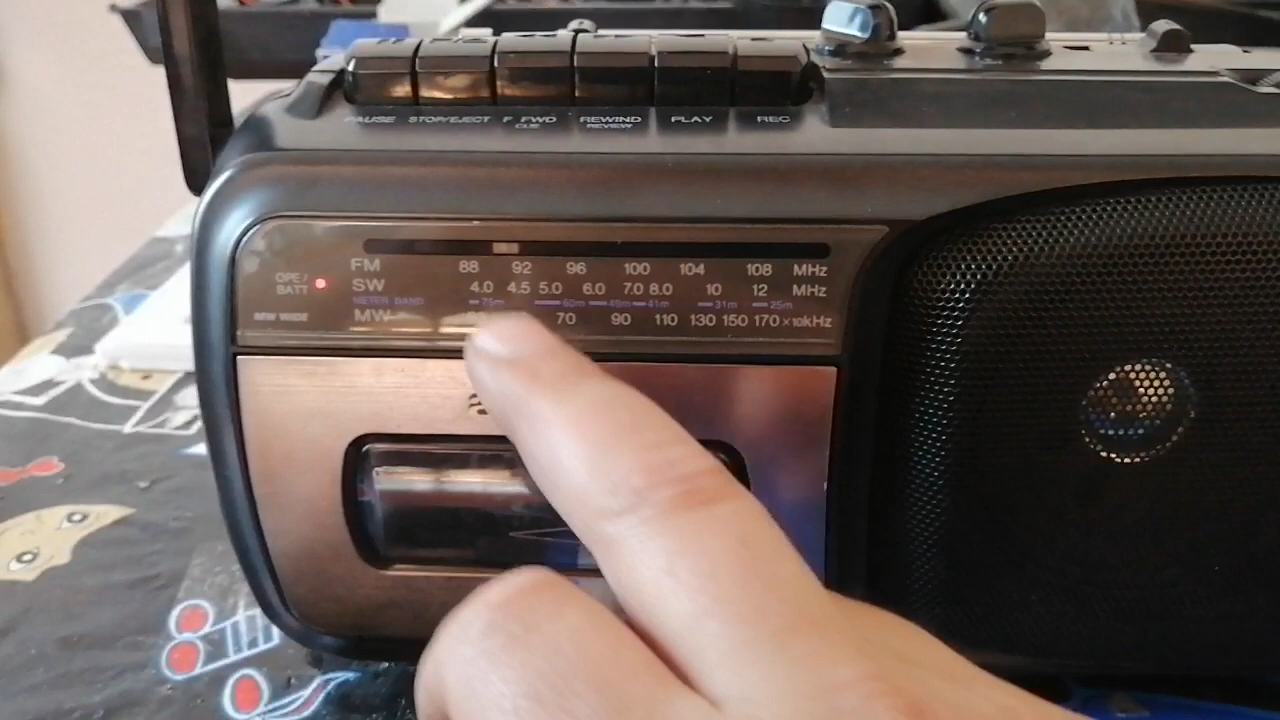 PAUSE STOP/EJECT F FWD REWIND PLAY REC
CUE REVIEW
FM 88 92 96 100 104 108 MHz
OPE/
BATT
SW 4.0 4.5 5.0 6.0 7.0 8.0 10 12 MHz
METER BAND 75m 60m 49m 41m 31m 25m
MW WIDE
MW 70 90 110 130 150 170 ×10kHz